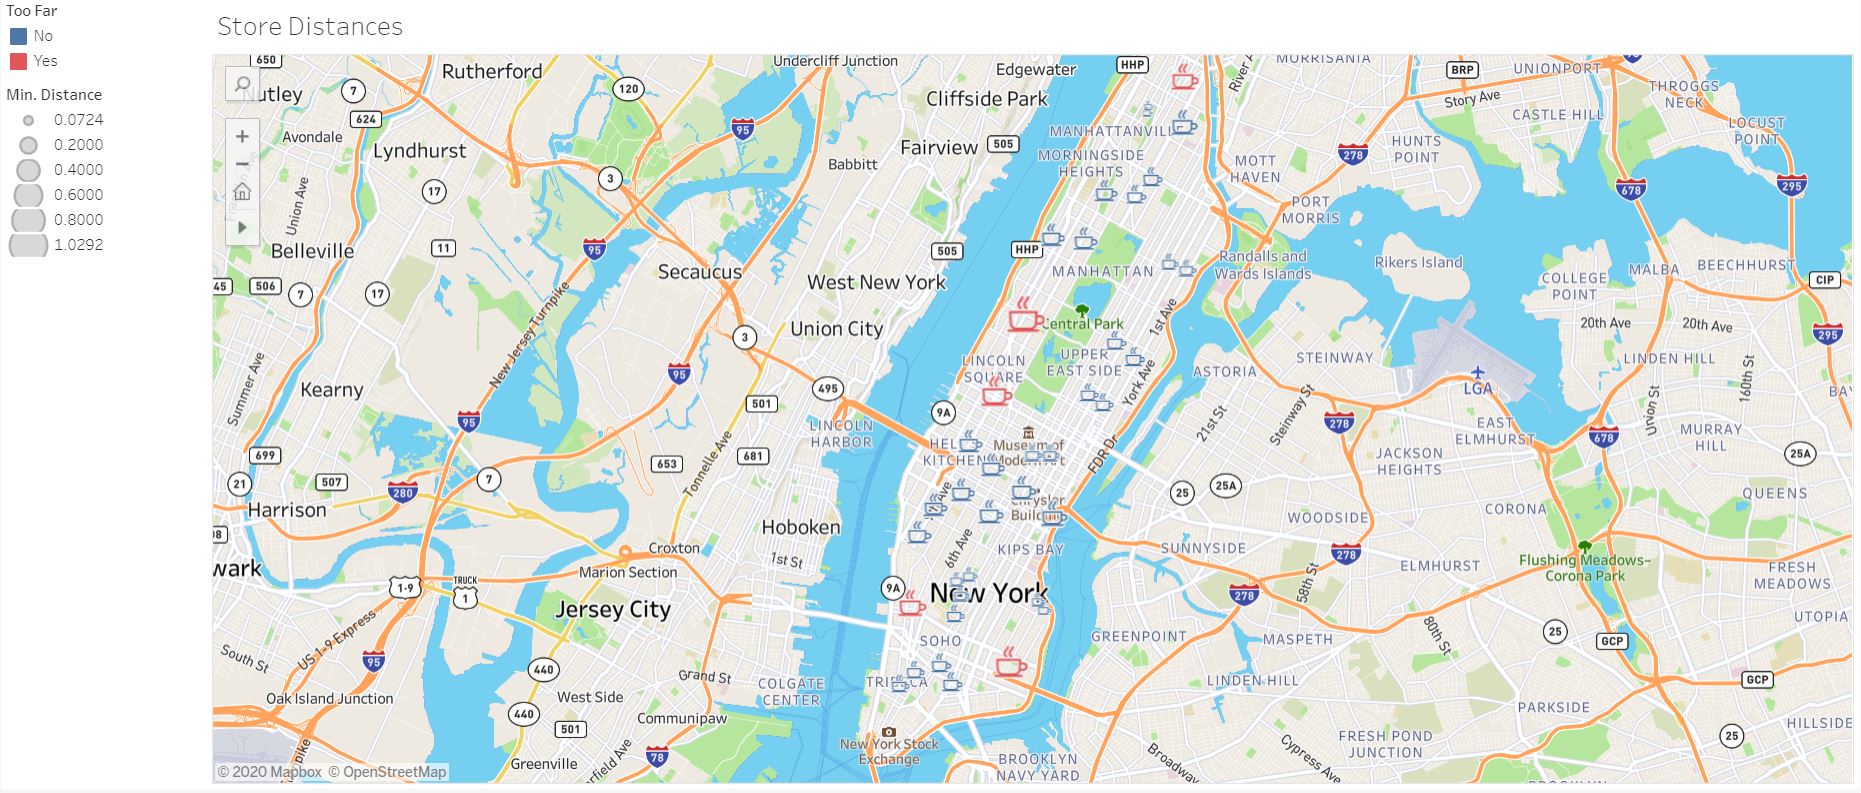 Too Far
No
Yes
Min. Distance
0.0724
0.2000
0.4000
0.6000
0.8000
1.0292
Store Distances
650
Rutherford
Undercliff Junction
Edgewater
HHP
MORRISANIA
BRP
UNIONPORT
7
120
Cliffside Park
Story Ave
THROGGS
NECK
624
Avondale
95
CASTLE HILL
LOCUST
POINT
Lyndhurst
Fairview
505
MANHATTANVIL
278
HUNTS
POINT
Babbitt
MORNINGSIDE
HEIGHTS
MOTT
HAVEN
3
17
678
295
Union Ave
PORT
MORRIS
11
95
505
HHP
Belleville
Secaucus
MANHATTAN
Randalls and
Wards Islands
Rikers Island
MALBA
BEECHHURST
45
506
7
17
West New York
COLLEGE
POINT
CIP
New Jersey Turnpike
Union City
3
Central Park
1st Ave
20th Ave
20th Ave
295
Summer Ave
95
LINCOLN
SQUARE
UPPER
EAST SIDE
ASTORIA
STEINWAY
LINDEN HILL
LGA
160th St
BAY
Kearny
495
501
York Ave
95
9A
21st St
Steinway St
278
Union St
LINCOLN
HARBOR
EAST
ELMHURST
678
MURRAY
HILL
699
653
681
Tonnelle Ave
HEL
KITCHEN
Museum of
Modern Art
FDR Dr
JACKSON
HEIGHTS
25A
21
507
280
7
25
25A
QUEENS
Harrison
Hoboken
Chrysler
Building
WOODSIDE
CORONA
wark
1st St
6th Ave
KIPS BAY
SUNNYSIDE
278
Croxton
Marion Section
ELMHURST
Flushing Meadows–
Corona Park
FRESH
MEADOWS
1-9
TRUCK
1
9A
New York
278
58th St
Jersey City
UTOPIA
US 1-9 Express
SOHO
GREENPOINT
MASPETH
80th St
25
GCP
South St
95
440
Grand St
COLGATE
CENTER
LINDEN HILL
GCP
Oak Island Junction
West Side
440
501
Communipaw
PARKSIDE
HILLSIDE
25
New York Stock
Exchange
FRESH POND
JUNCTION
Greenville
78
BROOKLYN
NAVY YARD
Broadway
Cypress Ave
© 2020 Mapbox © OpenStreetMap